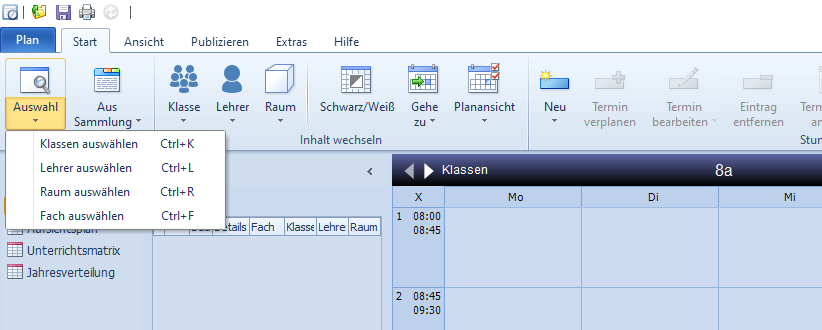 Plan Start Ansicht Publizieren Extras Hilfe
Auswahl Aus Sammlung Klasse Lehrer Raum Schwarz/Weiß Gehe zu Planansicht Neu Termin verplanen Termin bearbeiten Eintrag entfernen Termin
Inhalt wechseln Stun
Klassen auswählen Ctrl+K
Lehrer auswählen Ctrl+L
Raum auswählen Ctrl+R
Fach auswählen Ctrl+F
Klassen 8a
X Mo Di Mi
1 08:00
08:45
Details Fach Klasse Lehre Raum
Aufsichtsplan
Unterrichtsmatrix
Jahresverteilung
2 08:45
09:30